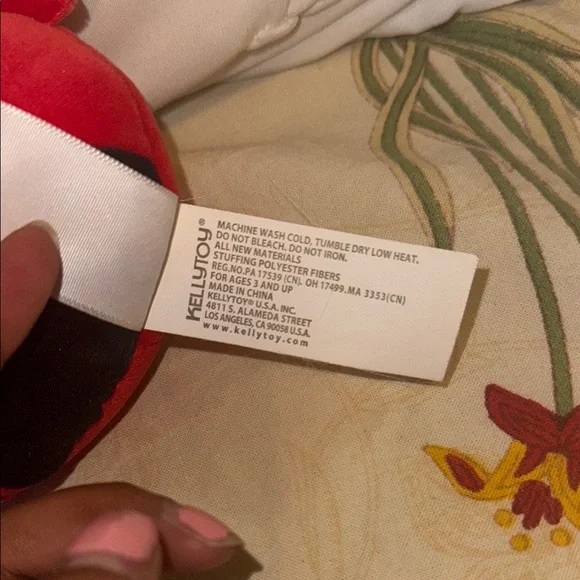 KELLYTOY®
MACHINE WASH COLD, TUMBLE DRY LOW HEAT.
DO NOT BLEACH. DO NOT IRON.
ALL NEW MATERIALS
STUFFING POLYESTER FIBERS
REG.NO.PA 17539 (CN). OH 17499.MA 3353(CN)
FOR AGES 3 AND UP
MADE IN CHINA
KELLYTOY® U.S.A. INC.
4811 S. ALAMEDA STREET
LOS ANGELES, CA 90058 U.S.A.
www.kellytoy.com